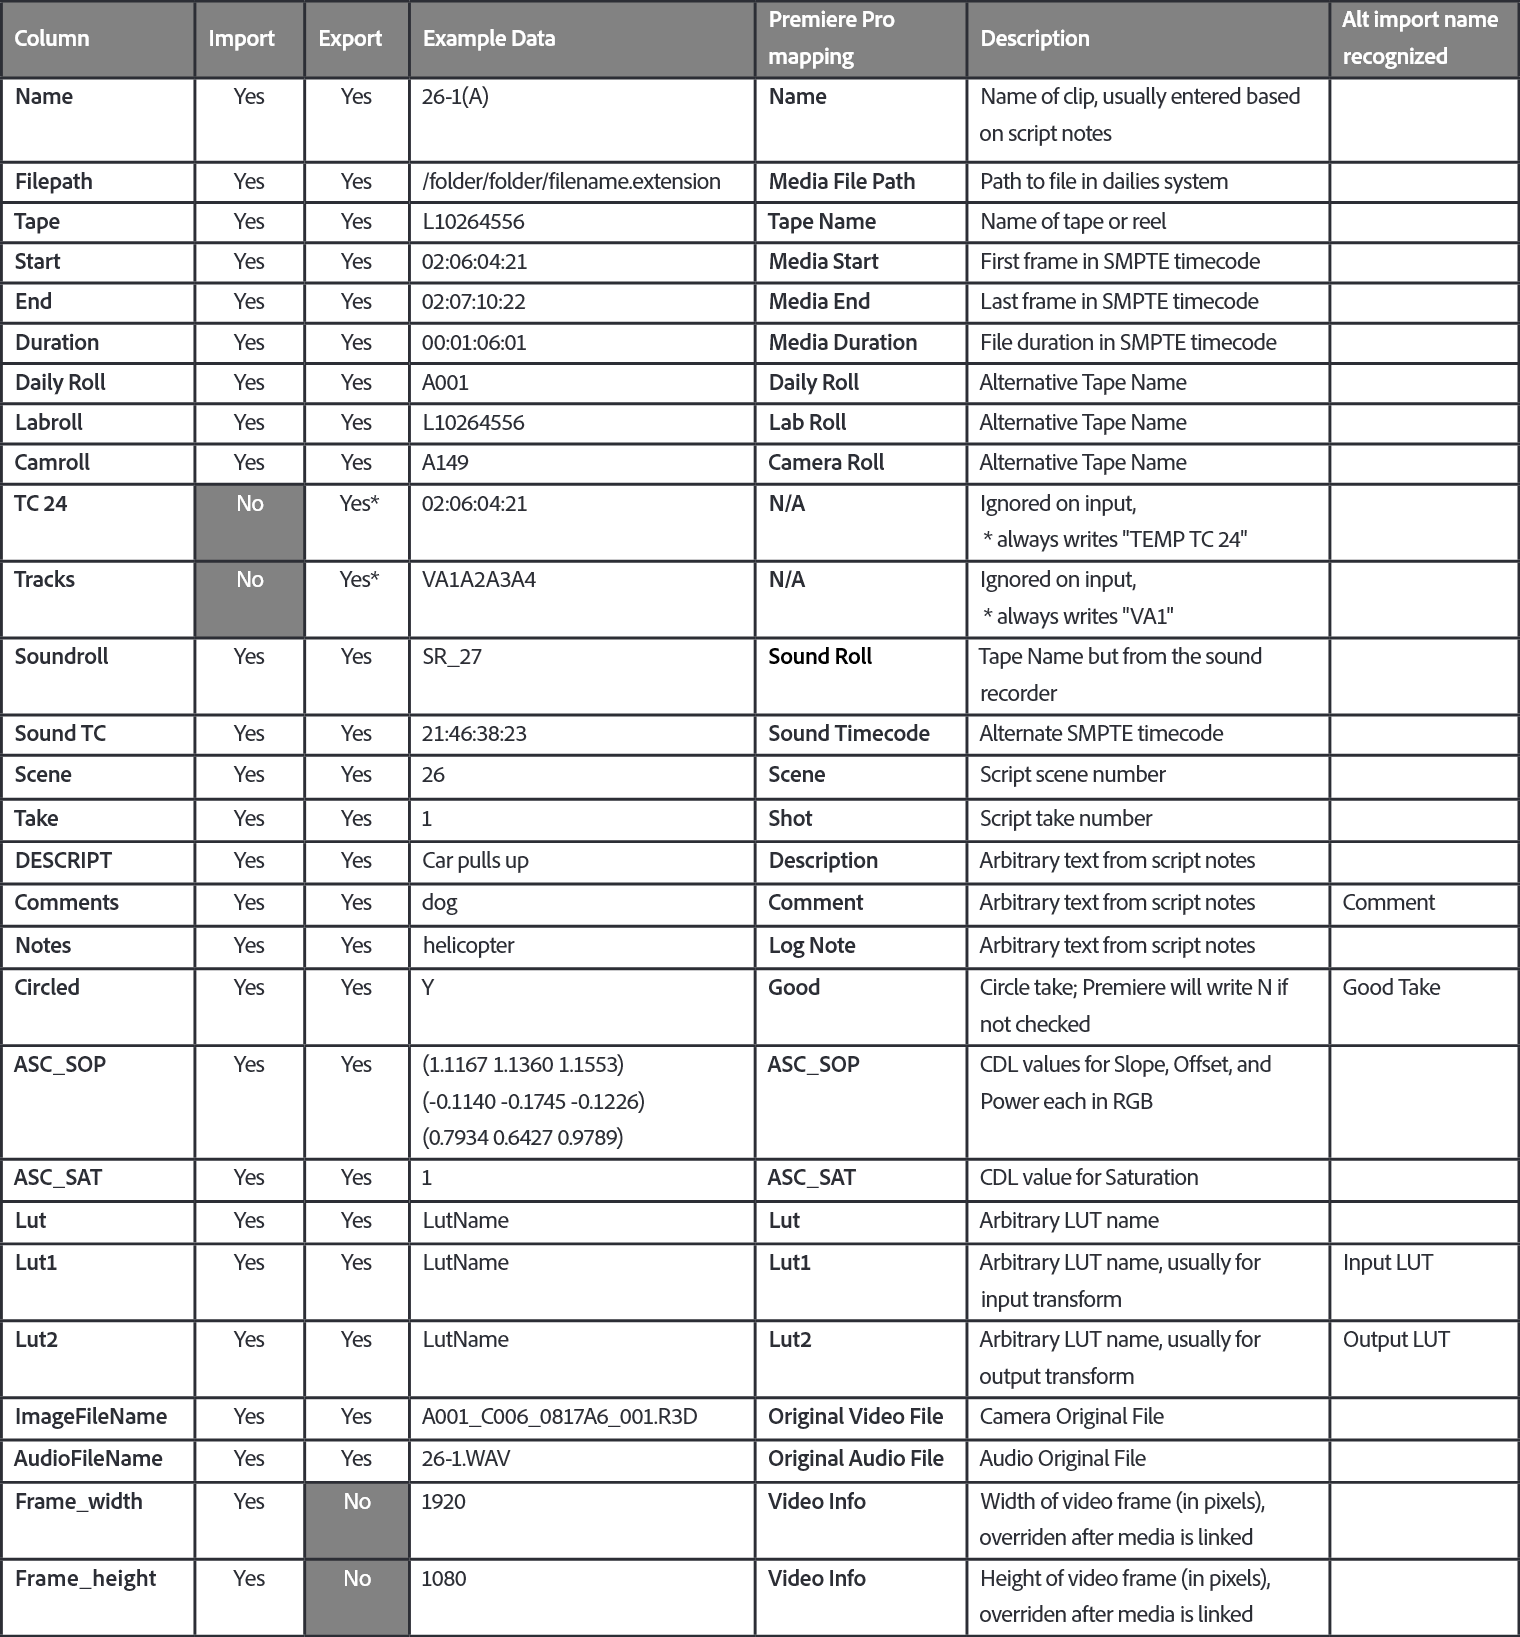 Column Import Export Example Data Premiere Pro mapping Description Alt import name recognized
Name Yes Yes 26-1(A) Name Name of clip, usually entered based
on script notes
Filepath Yes Yes /folder/folder/filename.extension Media File Path Path to file in dailies system
Tape Yes Yes L10264556 Tape Name Name of tape or reel
Start Yes Yes 02:06:04:21 Media Start First frame in SMPTE timecode
End Yes Yes 02:07:10:22 Media End Last frame in SMPTE timecode
Duration Yes Yes 00:01:06:01 Media Duration File duration in SMPTE timecode
Daily Roll Yes Yes A001 Daily Roll Alternative Tape Name
Labroll Yes Yes L10264556 Lab Roll Alternative Tape Name
Camroll Yes Yes A149 Camera Roll Alternative Tape Name
TC 24 No Yes* 02:06:04:21 N/A Ignored on input,
* always writes "TEMP TC 24"
Tracks No Yes* VA1A2A3A4 N/A Ignored on input,
* always writes "VA1"
Soundroll Yes Yes SR_27 Sound Roll Tape Name but from the sound
recorder
Sound TC Yes Yes 21:46:38:23 Sound Timecode Alternate SMPTE timecode
Scene Yes Yes 26 Scene Script scene number
Take Yes Yes 1 Shot Script take number
DESCRIPT Yes Yes Car pulls up Description Arbitrary text from script notes
Comments Yes Yes dog Comment Arbitrary text from script notes Comment
Notes Yes Yes helicopter Log Note Arbitrary text from script notes
Circled Yes Yes Y Good Circle take; Premiere will write N if Good Take
not checked
ASC_SOP Yes Yes (1.1167 1.1360 1.1553) ASC_SOP CDL values for Slope, Offset, and
(-0.1140 -0.1745 -0.1226) Power each in RGB
(0.7934 0.6427 0.9789)
ASC_SAT Yes Yes 1 ASC_SAT CDL value for Saturation
Lut Yes Yes LutName Lut Arbitrary LUT name
Lut1 Yes Yes LutName Lut1 Arbitrary LUT name, usually for Input LUT
input transform
Lut2 Yes Yes LutName Lut2 Arbitrary LUT name, usually for Output LUT
output transform
ImageFileName Yes Yes A001_C006_0817A6_001.R3D Original Video File Camera Original File
AudioFileName Yes Yes 26-1.WAV Original Audio File Audio Original File
Frame_width Yes No 1920 Video Info Width of video frame (in pixels),
overriden after media is linked
Frame_height Yes No 1080 Video Info Height of video frame (in pixels),
overriden after media is linked